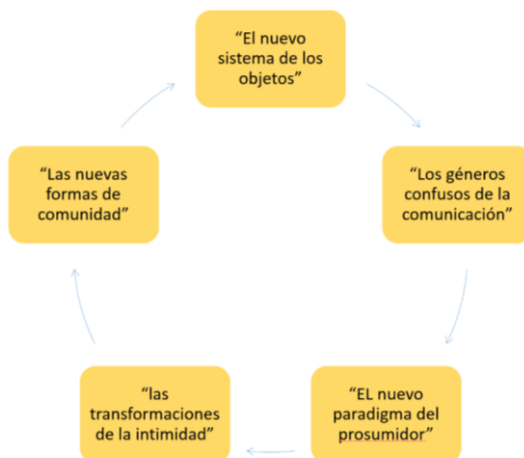 “El nuevo
sistema de los
objetos”
“Los géneros
confusos de la
comunicación”
“EL nuevo
paradigma del
prosumidor”
“las
transformaciones
de la intimidad”
“Las nuevas
formas de
comunidad”